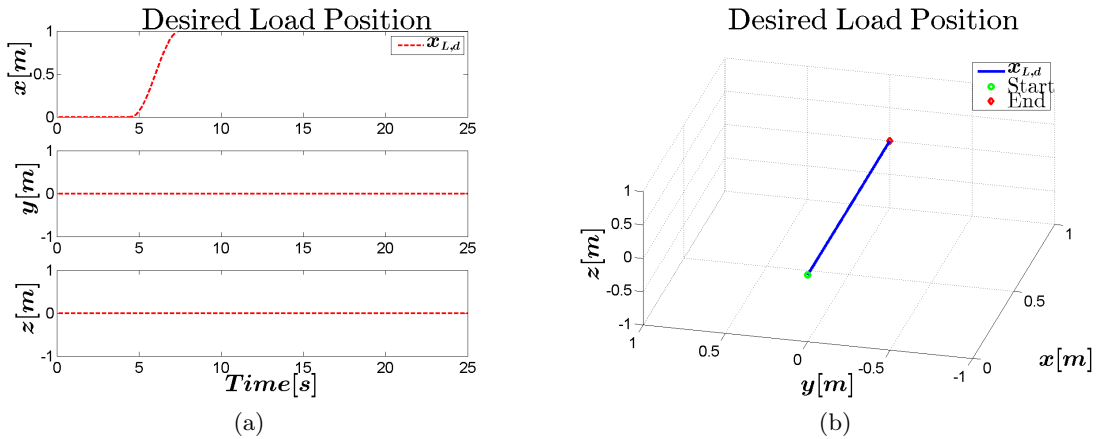 Desired Load Position
1
0.5
0
x[m]
x_{L,d}
0 5 10 15 20 25
1
0
-1
y[m]
0 5 10 15 20 25
1
0
-1
z[m]
0 5 10 15 20 25
Time[s]
(a)
Desired Load Position
x_{L,d}
Start
End
1
0.5
0
-0.5
-1
z[m]
1 0.5 0 -0.5 -1
y[m]
0 0.5 1
x[m]
(b)